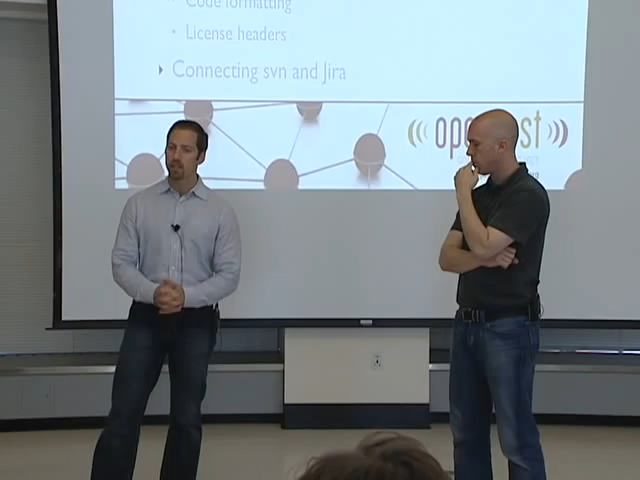 Code formatting
License headers
Connecting svn and Jira